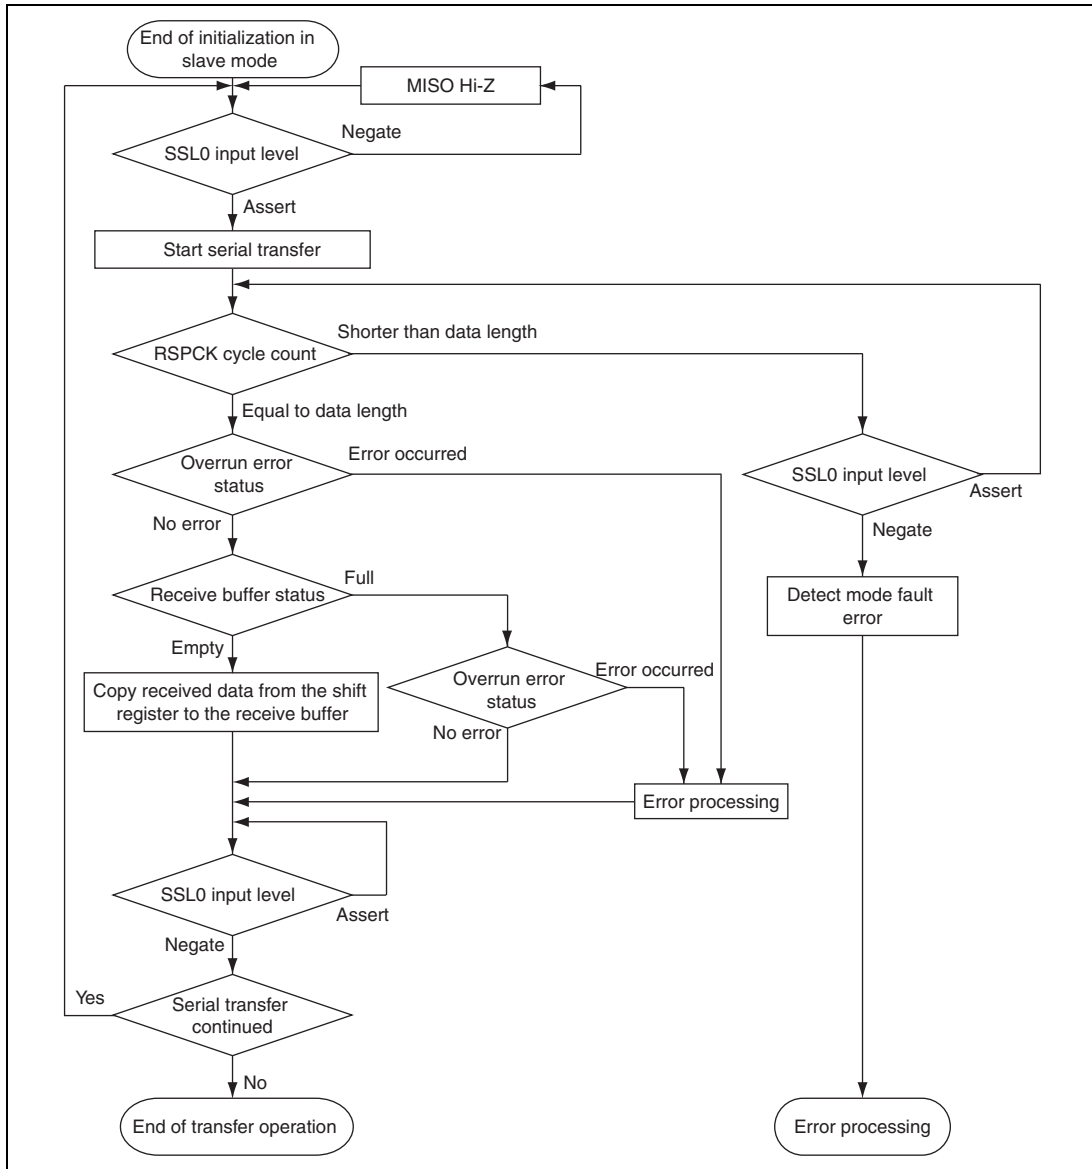 End of initialization in
slave mode
MISO Hi-Z
Negate
SSL0 input level
Assert
Start serial transfer
Shorter than data length
RSPCK cycle count
Equal to data length
Error occurred
Overrun error
status
SSL0 input level
Assert
No error
Negate
Full
Receive buffer status
Detect mode fault
error
Empty
Error occurred
Copy received data from the shift
register to the receive buffer
Overrun error
status
No error
Error processing
SSL0 input level
Assert
Negate
Yes
Serial transfer
continued
No
End of transfer operation
Error processing